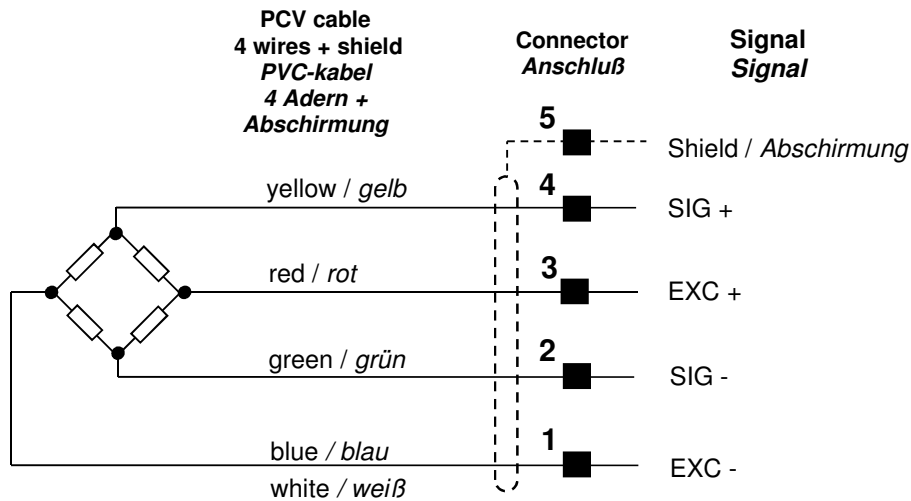 PCV cable
4 wires + shield
PVC-kabel
4 Adern +
Abschirmung
Connector
Anschluß
Signal
Signal
5
Shield / Abschirmung
yellow / gelb
4
SIG +
red / rot
3
EXC +
green / grün
2
SIG -
blue / blau
1
EXC -
white / weiß